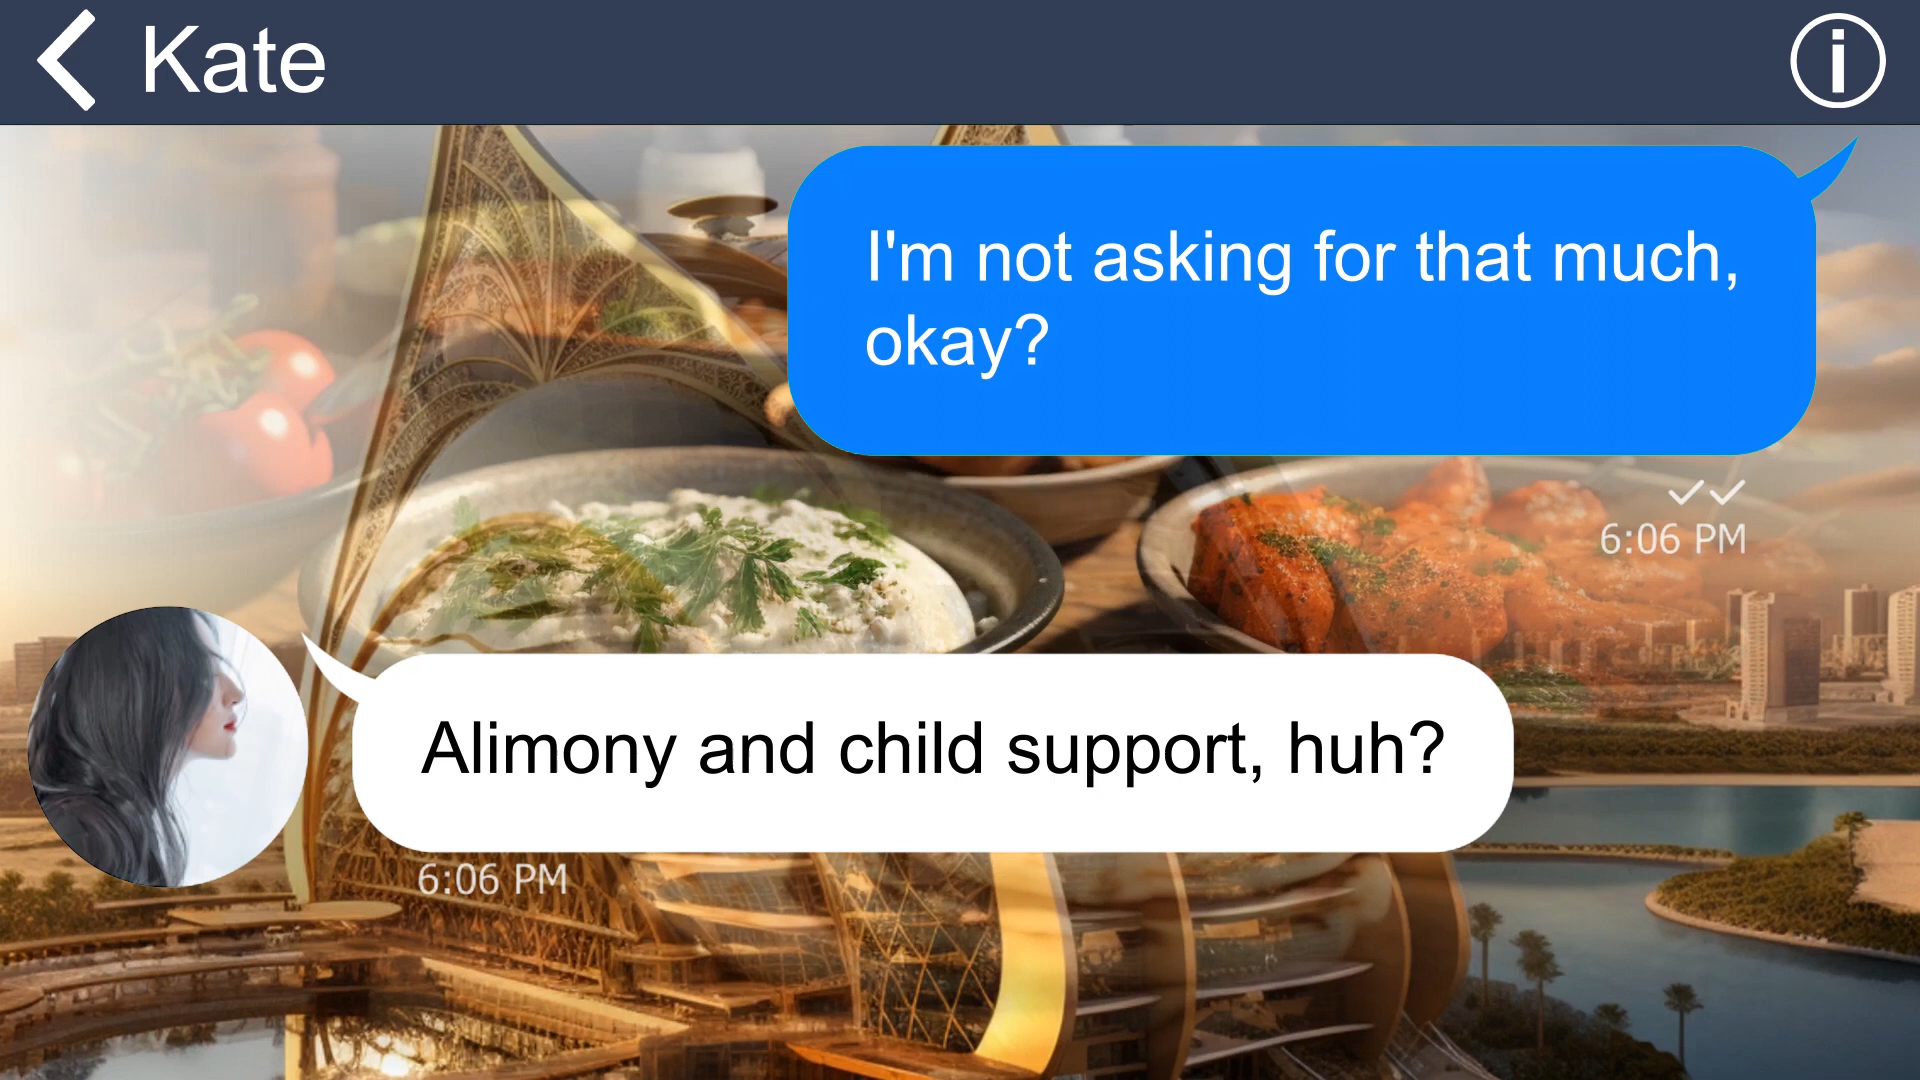 Kate
I'm not asking for that much,
okay?
6:06 PM
Alimony and child support, huh?
6:06 PM